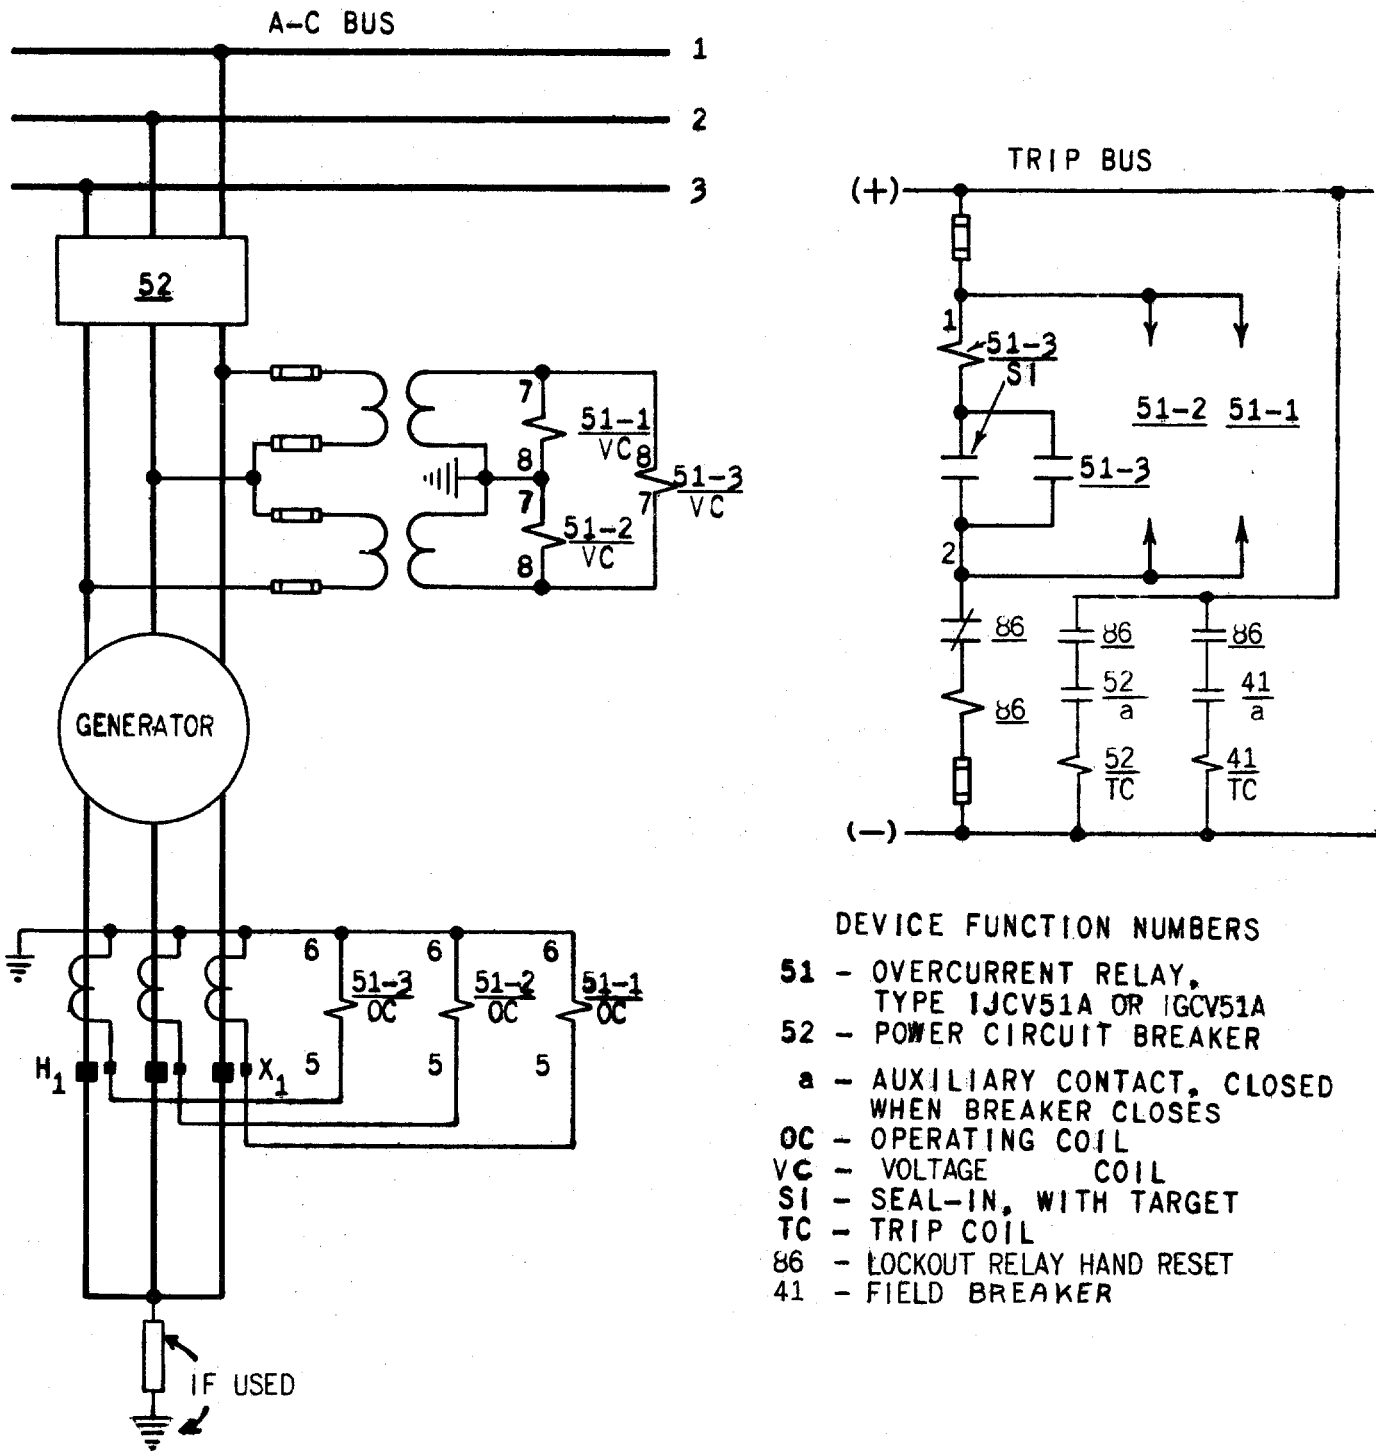 A-C BUS
1
2
3
52
7
51-1
VC
8
8
51-3
VC
7
7
51-2
VC
8
GENERATOR
6
51-3
OC
5
6
51-2
OC
5
6
51-1
OC
5
H1
X1
IF USED
TRIP BUS
(+)
1
51-3
SI
51-2
51-1
51-3
2
86
86
86
86
52
a
41
a
52
TC
41
TC
(-)
DEVICE FUNCTION NUMBERS
51 - OVERCURRENT RELAY,
TYPE IJCV51A OR IGCV51A
52 - POWER CIRCUIT BREAKER
a - AUXILIARY CONTACT, CLOSED
WHEN BREAKER CLOSES
OC - OPERATING COIL
VC - VOLTAGE COIL
SI - SEAL-IN, WITH TARGET
TC - TRIP COIL
86 - LOCKOUT RELAY HAND RESET
41 - FIELD BREAKER